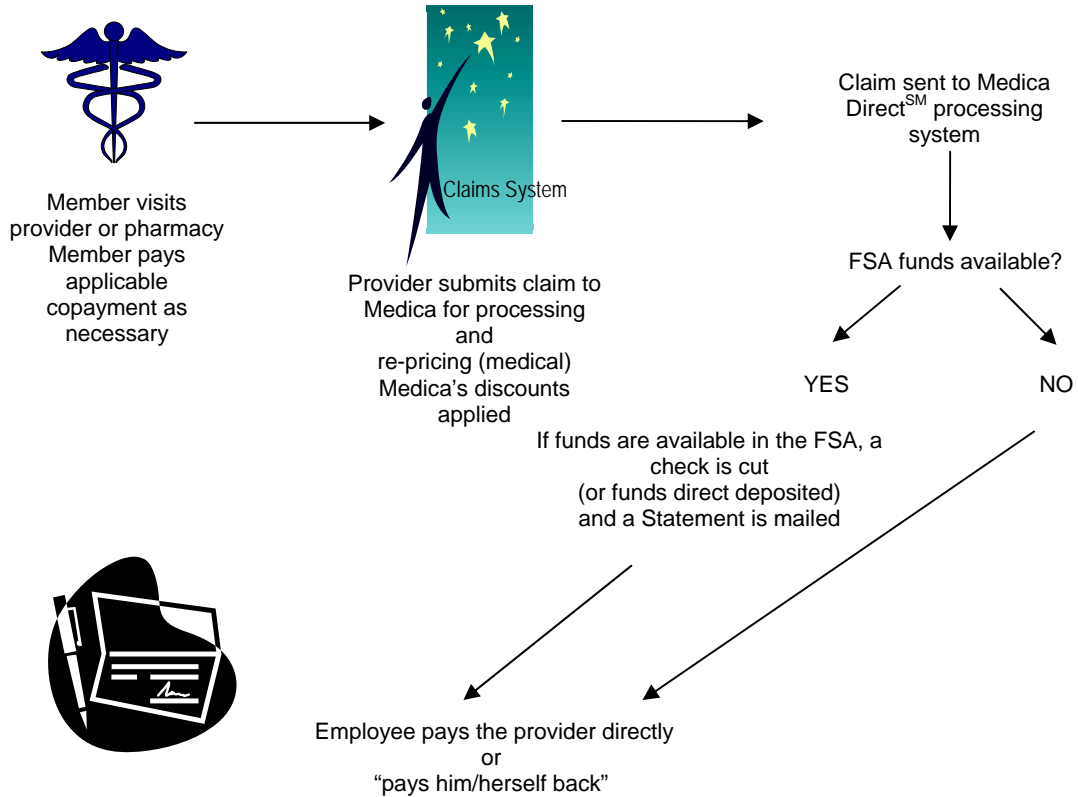 Member visits
provider or pharmacy
Member pays
applicable
copayment as
necessary
Claims System
Provider submits claim to
Medica for processing
and
re-pricing (medical)
Medica's discounts
applied
Claim sent to Medica
Direct℠ processing
system
FSA funds available?
YES
NO
If funds are available in the FSA, a
check is cut
(or funds direct deposited)
and a Statement is mailed
Employee pays the provider directly
or
“pays him/herself back”